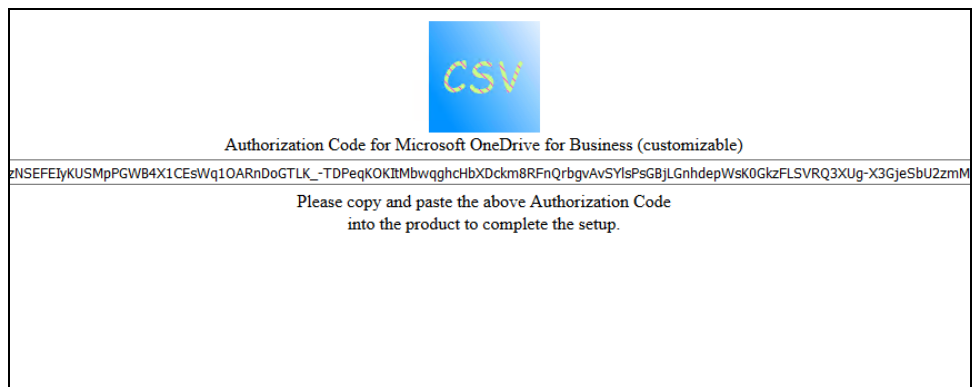 CSV
Authorization Code for Microsoft OneDrive for Business (customizable)
zNSEFEIyKUSMpPGWB4X1CEsWq1OARnDoGTLK_-TDPeqKOKItMbwqghcHbXDckm8RFnQrbgvAvSYlsPsGBjLGnhdepWsK0GkzFLSVRQ3XUg-X3GjeSbU2zmM
Please copy and paste the above Authorization Code
into the product to complete the setup.